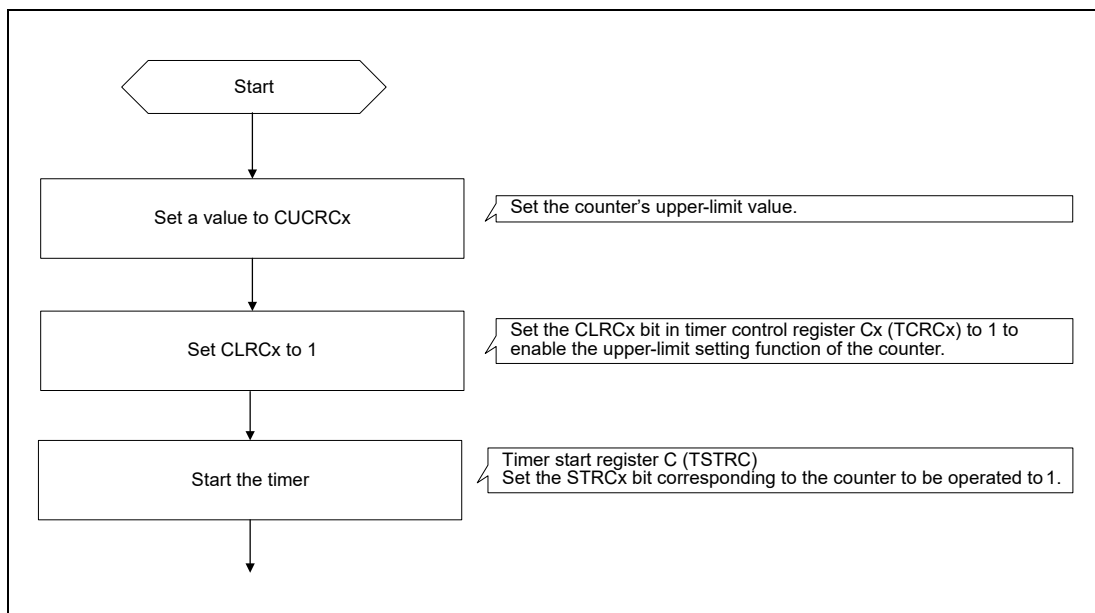 Start
Set a value to CUCRCx
Set the counter’s upper-limit value.
Set CLRCx to 1
Set the CLRCx bit in timer control register Cx (TCRCx) to 1 to
enable the upper-limit setting function of the counter.
Start the timer
Timer start register C (TSTRC)
Set the STRCx bit corresponding to the counter to be operated to 1.